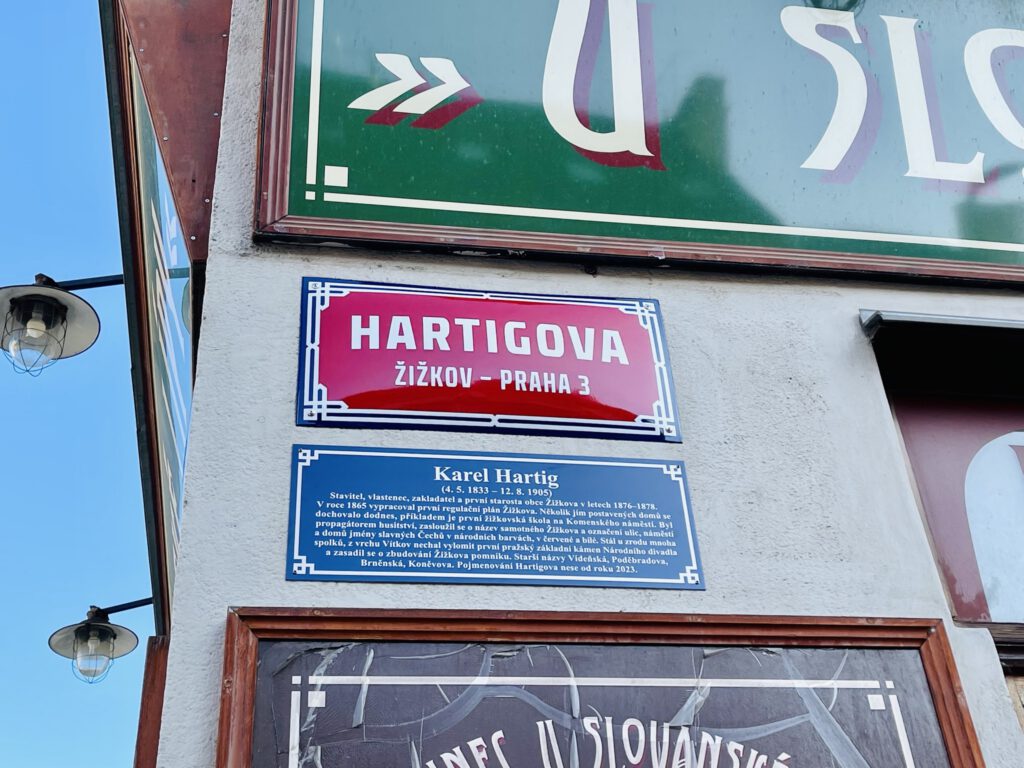 » U SLO
HARTIGOVA
ŽIŽKOV – PRAHA 3
Karel Hartig
(4. 5. 1833 – 12. 8. 1905)
Stavitel, vlastenec, zakladatel a první starosta obce Žižkova v letech 1876–1878.
V roce 1865 vypracoval první regulační plán Žižkova. Několik jím postavených domů se
dochovalo dodnes, příkladem je první žižkovská škola na Komenského náměstí. Byl
propagátorem husitství, zasloužil se o název samotného Žižkova a označení ulic, náměstí
a domů jmény slavných Čechů v národních barvách, v červené a bílé. Stál u zrodu mnoha
spolků, z vrchu Vítkov nechal vylomit první pražský základní kámen Národního divadla
a zasadil se o zbudování Žižkova pomníku. Starší názvy Vídeňská, Poděbradova,
Brněnská, Koněvova. Pojmenování Hartigova nese od roku 2023.
U SLOVANSKÉ